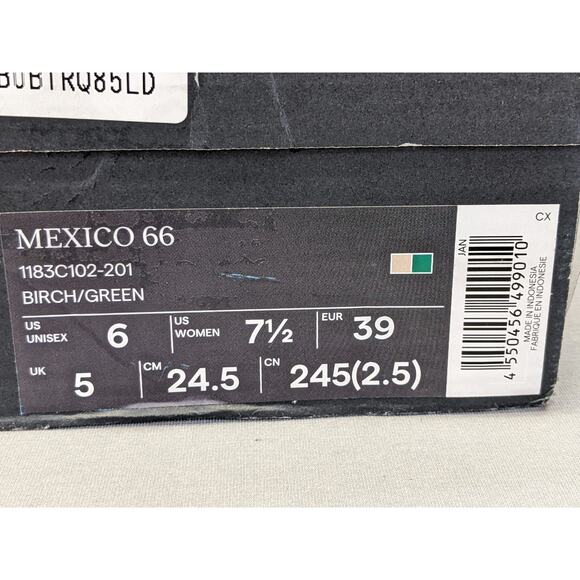 B0BTRQ85LD
MEXICO 66
1183C102-201
BIRCH/GREEN
US UNISEX 6 US WOMEN 7½ EUR 39
UK 5 CM 24.5 CN 245(2.5)
JAN
4 550456 499010
MADE IN INDONESIA
FABRIQUE EN INDONESIE
CX